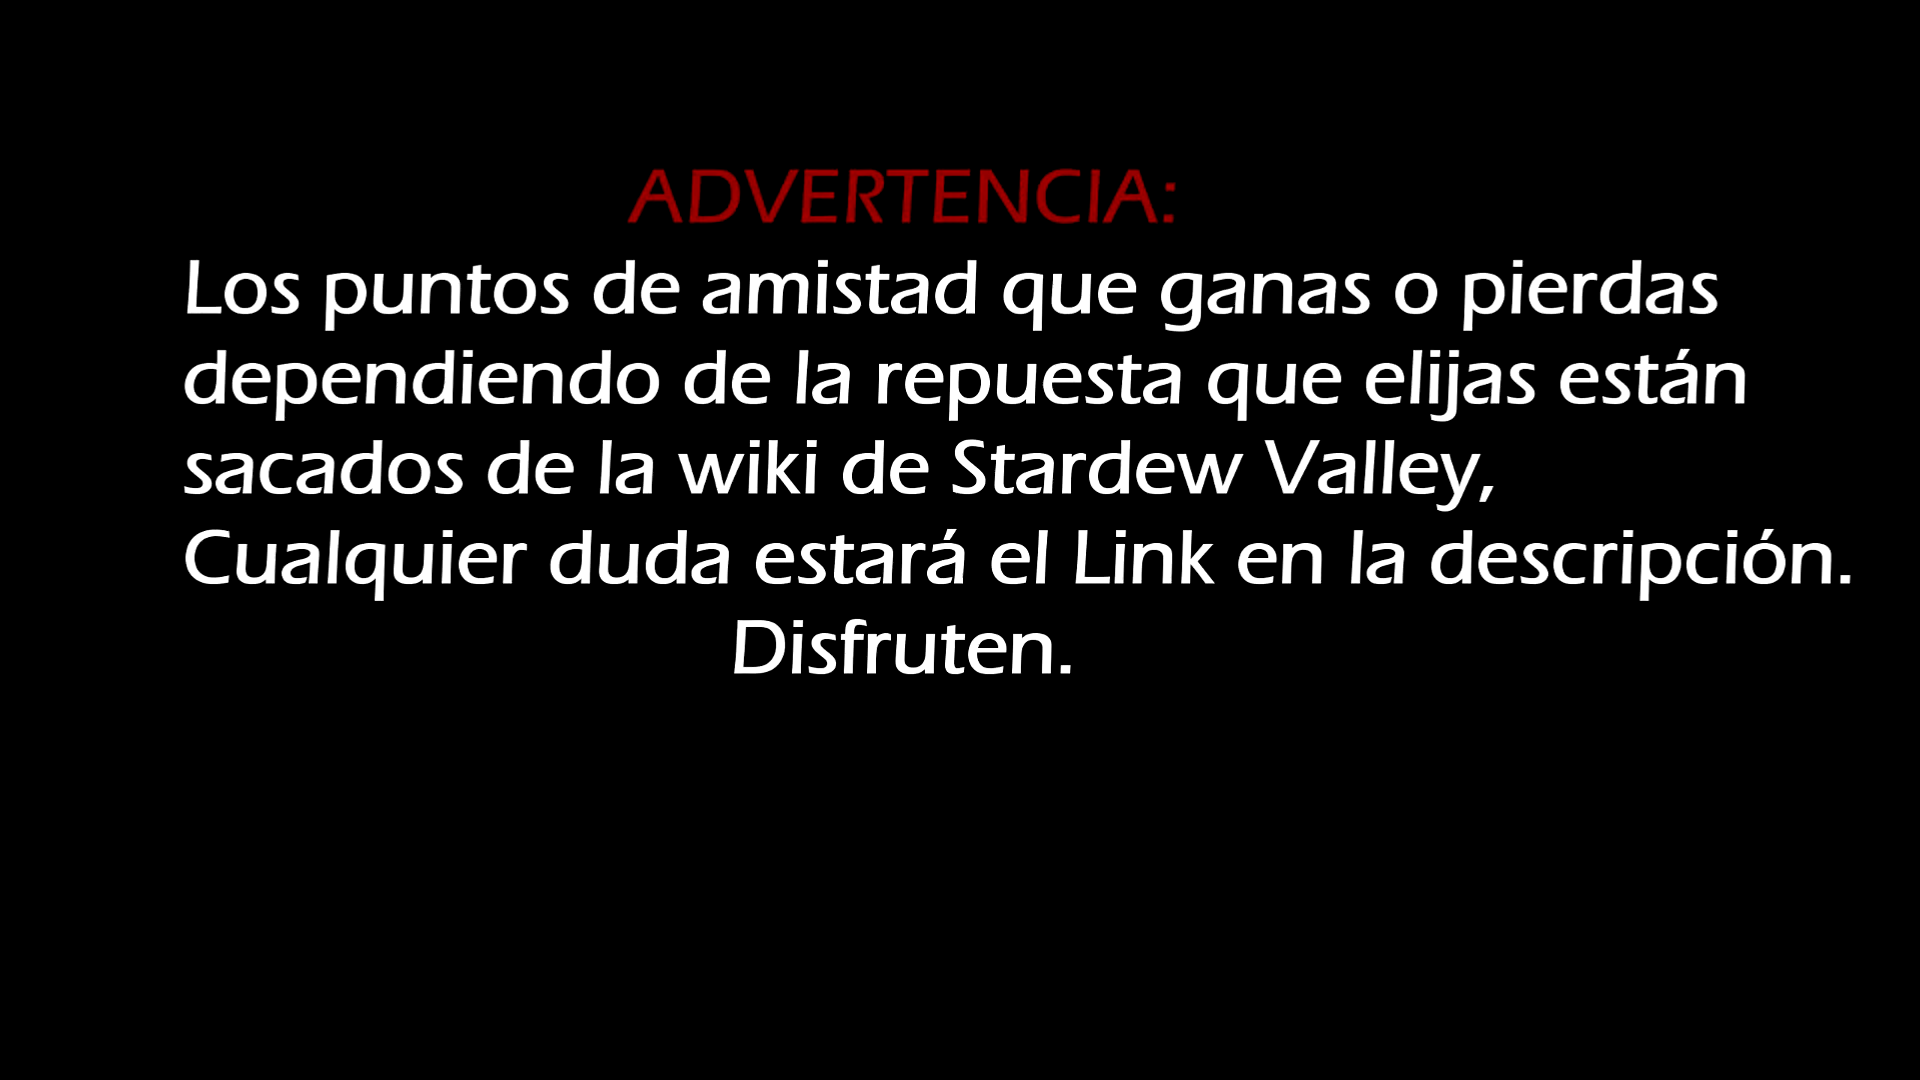 ADVERTENCIA:
Los puntos de amistad que ganas o pierdas
dependiendo de la repuesta que elijas están
sacados de la wiki de Stardew Valley,
Cualquier duda estará el Link en la descripción.
Disfruten.